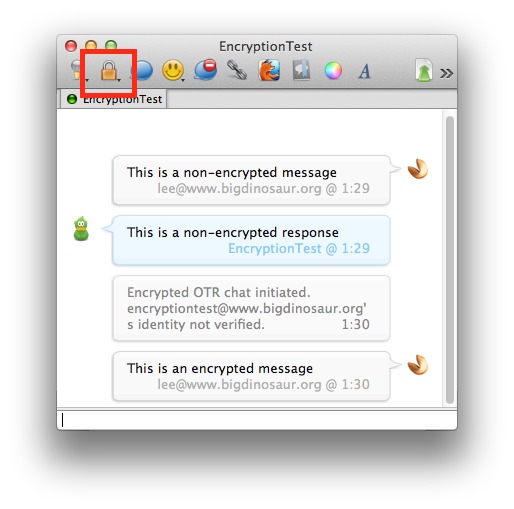 EncryptionTest
A
EncryptionTest
This is a non-encrypted message
lee@www.bigdinosaur.org @ 1:29
This is a non-encrypted response
EncryptionTest @ 1:29
Encrypted OTR chat initiated.
encryptiontest@www.bigdinosaur.org'
s identity not verified. 1:30
This is an encrypted message
lee@www.bigdinosaur.org @ 1:30